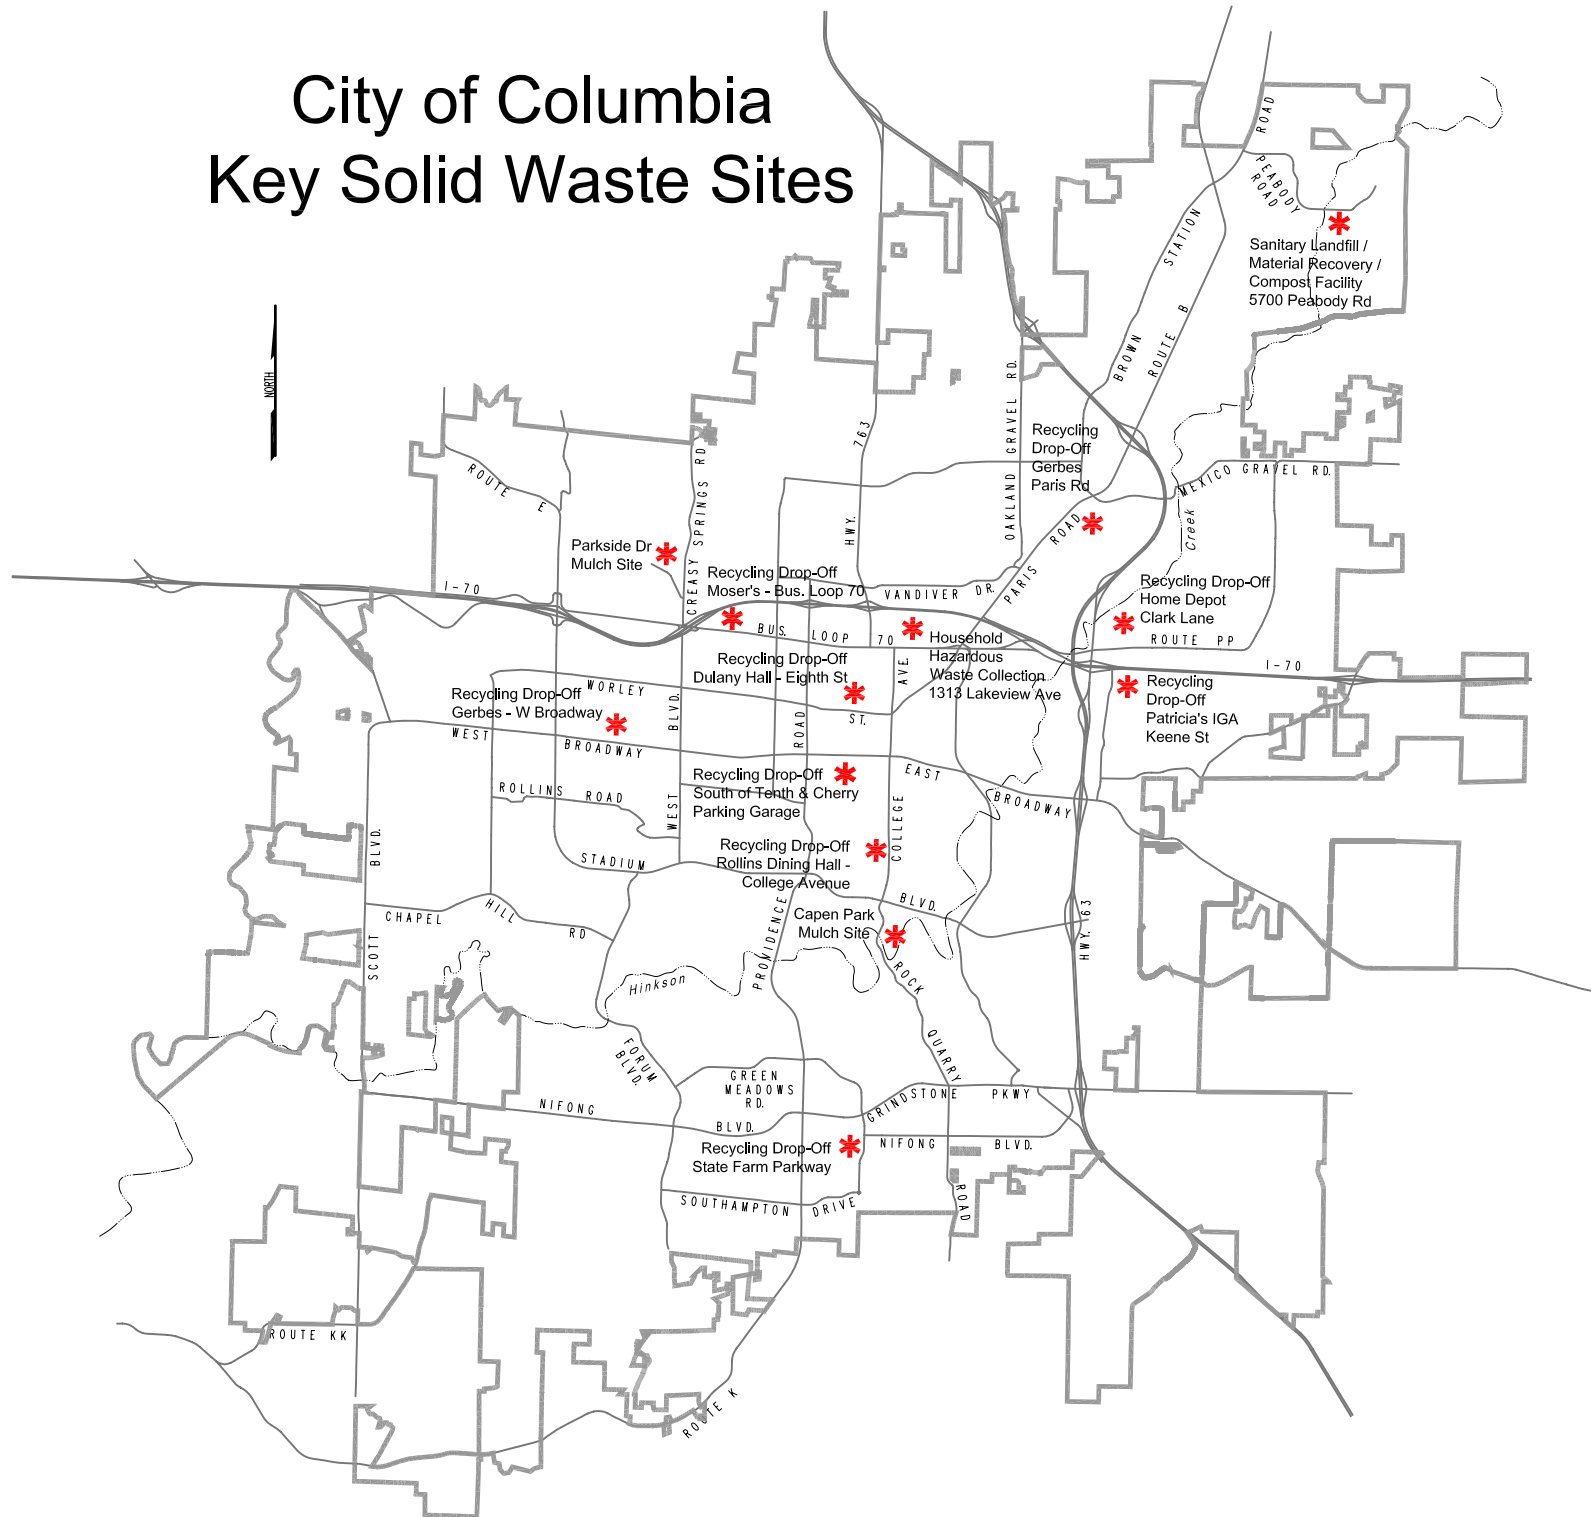 City of Columbia
Key Solid Waste Sites
NORTH
ROAD
PEABODY
ROAD
STATION
BROWN
ROUTE B
Sanitary Landfill /
Material Recovery /
Compost Facility
5700 Peabody Rd
OAKLAND GRAVEL RD.
HWY. 763
Recycling
Drop-Off
Gerbes
Paris Rd
MEXICO GRAVEL RD.
ROUTE E
CREASY SPRINGS RD
PARIS ROAD
Creek
Parkside Dr
Mulch Site
I-70
Recycling Drop-Off
Moser's - Bus. Loop 70
VANDIVER DR.
Recycling Drop-Off
Home Depot
Clark Lane
BUS. LOOP 70
ROUTE PP
Household
Hazardous
Waste Collection
1313 Lakeview Ave
I-70
Recycling Drop-Off
Dulany Hall - Eighth St
Recycling
Drop-Off
Patricia's IGA
Keene St
WORLEY ST.
Recycling Drop-Off
Gerbes - W Broadway
WEST BROADWAY
EAST BROADWAY
WEST BLVD.
PROVIDENCE ROAD
COLLEGE AVE.
Recycling Drop-Off
South of Tenth & Cherry
Parking Garage
ROLLINS ROAD
Recycling Drop-Off
Rollins Dining Hall -
College Avenue
STADIUM BLVD.
SCOTT BLVD.
CHAPEL HILL RD
Capen Park
Mulch Site
HWY. 63
Hinkson
ROCK QUARRY ROAD
FORUM
BLVD.
GREEN
MEADOWS
RD.
GRINDSTONE PKWY
NIFONG BLVD.
NIFONG BLVD.
Recycling Drop-Off
State Farm Parkway
SOUTHAMPTON DRIVE
ROUTE KK
ROUTE K